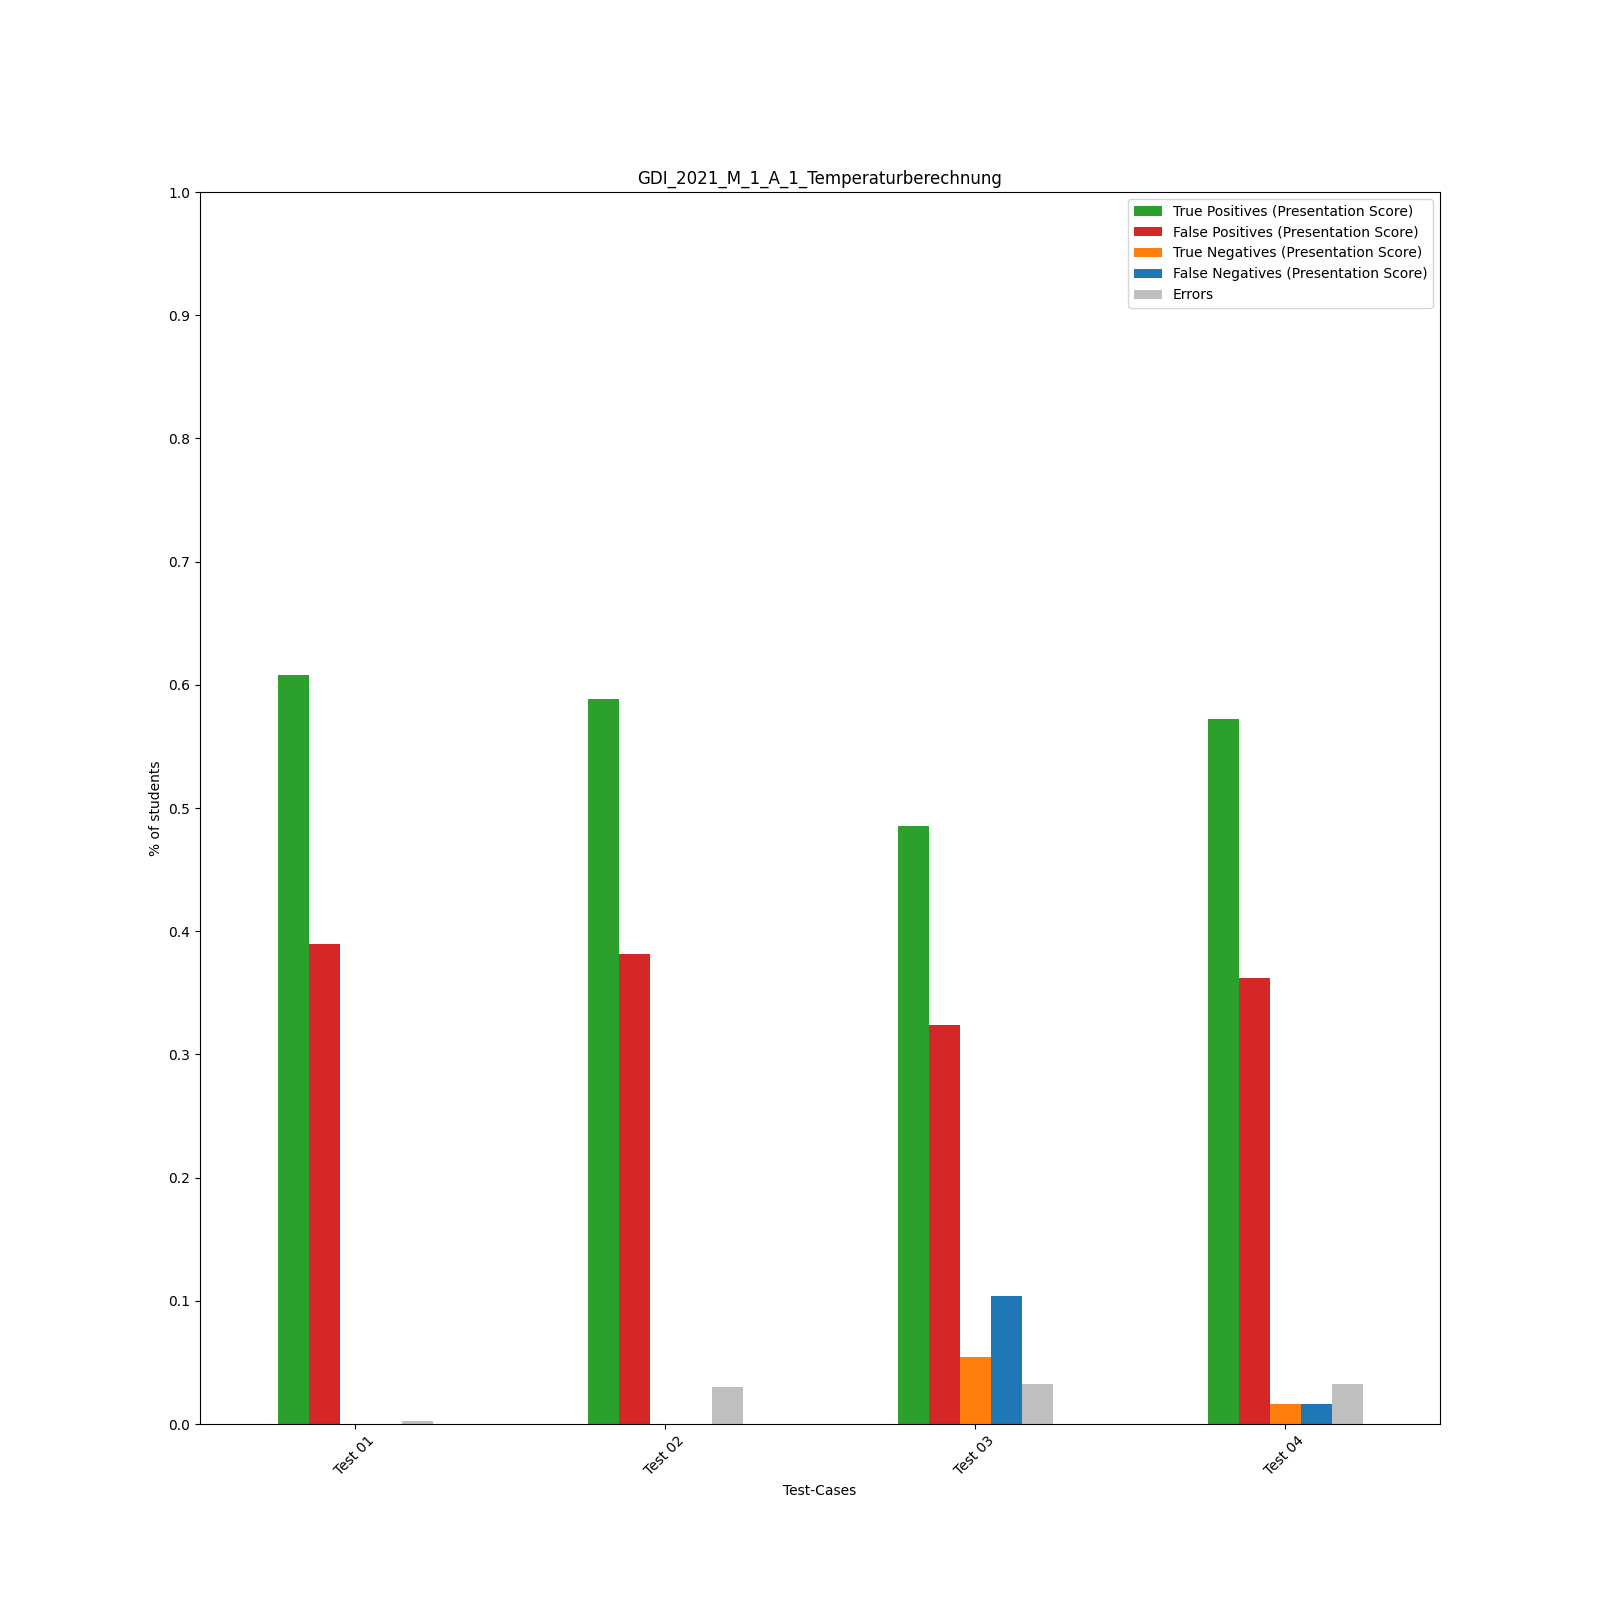 GDI_2021_M_1_A_1_Temperaturberechnung
True Positives (Presentation Score)
False Positives (Presentation Score)
True Negatives (Presentation Score)
False Negatives (Presentation Score)
Errors
1.0
0.9
0.8
0.7
0.6
0.5
0.4
0.3
0.2
0.1
0.0
% of students
Test 01
Test 02
Test 03
Test 04
Test-Cases